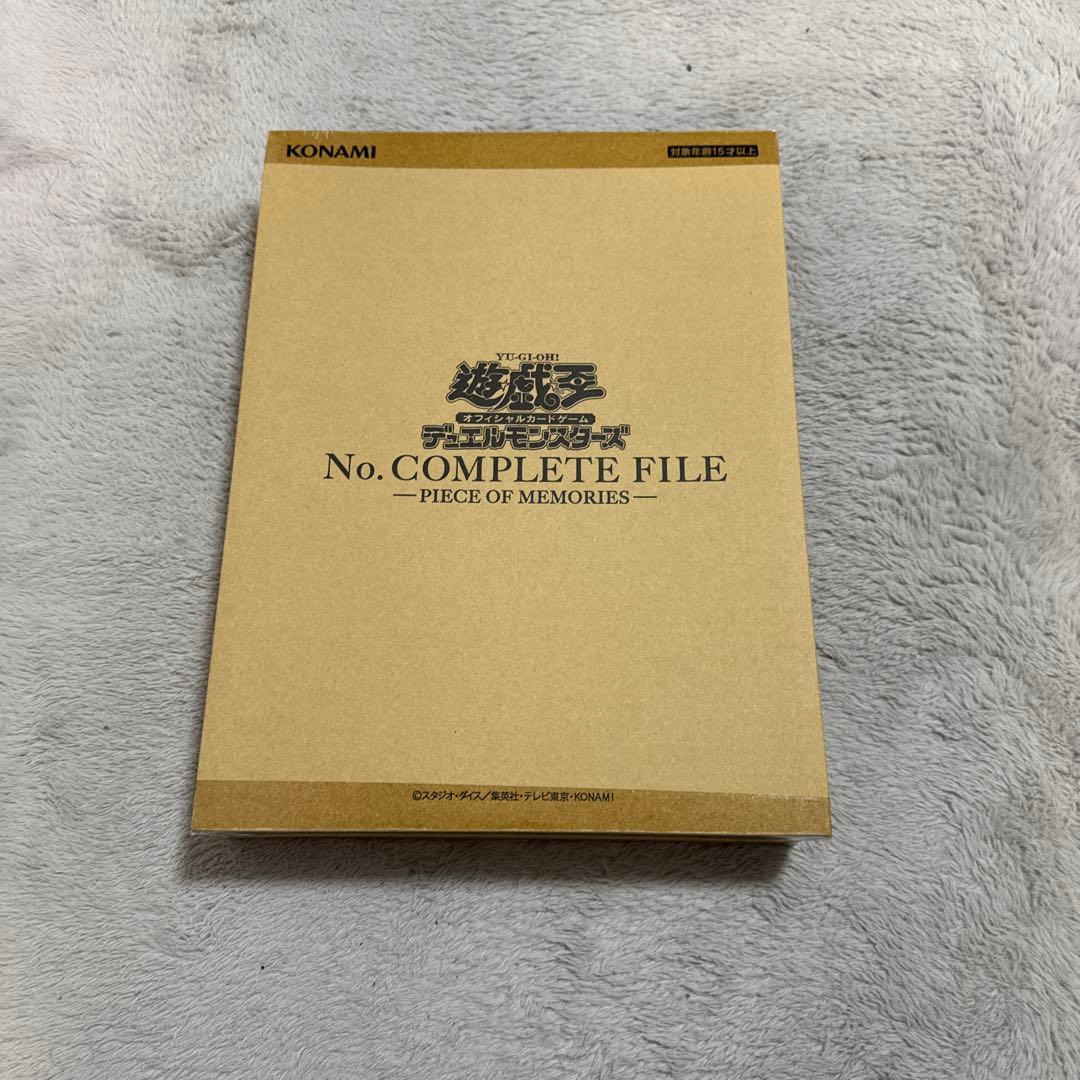 KONAMI
対象年齢15才以上
YU-GI-OH!
遊戯王
オフィシャルカードゲーム
デュエルモンスターズ
No. COMPLETE FILE
—PIECE OF MEMORIES—
©スタジオ・ダイス/集英社・テレビ東京・KONAMI